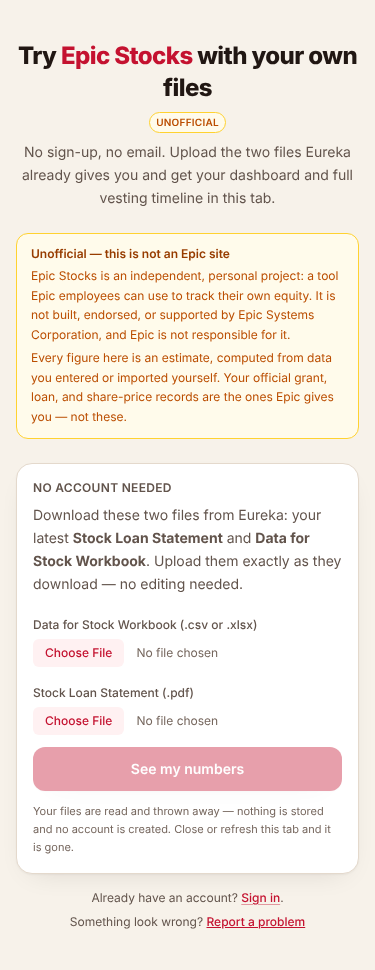 Try Epic Stocks with your own
files
UNOFFICIAL
No sign-up, no email. Upload the two files Eureka
already gives you and get your dashboard and full
vesting timeline in this tab.
Unofficial — this is not an Epic site
Epic Stocks is an independent, personal project: a tool
Epic employees can use to track their own equity. It is
not built, endorsed, or supported by Epic Systems
Corporation, and Epic is not responsible for it.
Every figure here is an estimate, computed from data
you entered or imported yourself. Your official grant,
loan, and share-price records are the ones Epic gives
you — not these.
NO ACCOUNT NEEDED
Download these two files from Eureka: your
latest Stock Loan Statement and Data for
Stock Workbook. Upload them exactly as they
download — no editing needed.
Data for Stock Workbook (.csv or .xlsx)
Choose File No file chosen
Stock Loan Statement (.pdf)
Choose File No file chosen
See my numbers
Your files are read and thrown away — nothing is stored
and no account is created. Close or refresh this tab and it
is gone.
Already have an account? Sign in.
Something look wrong? Report a problem